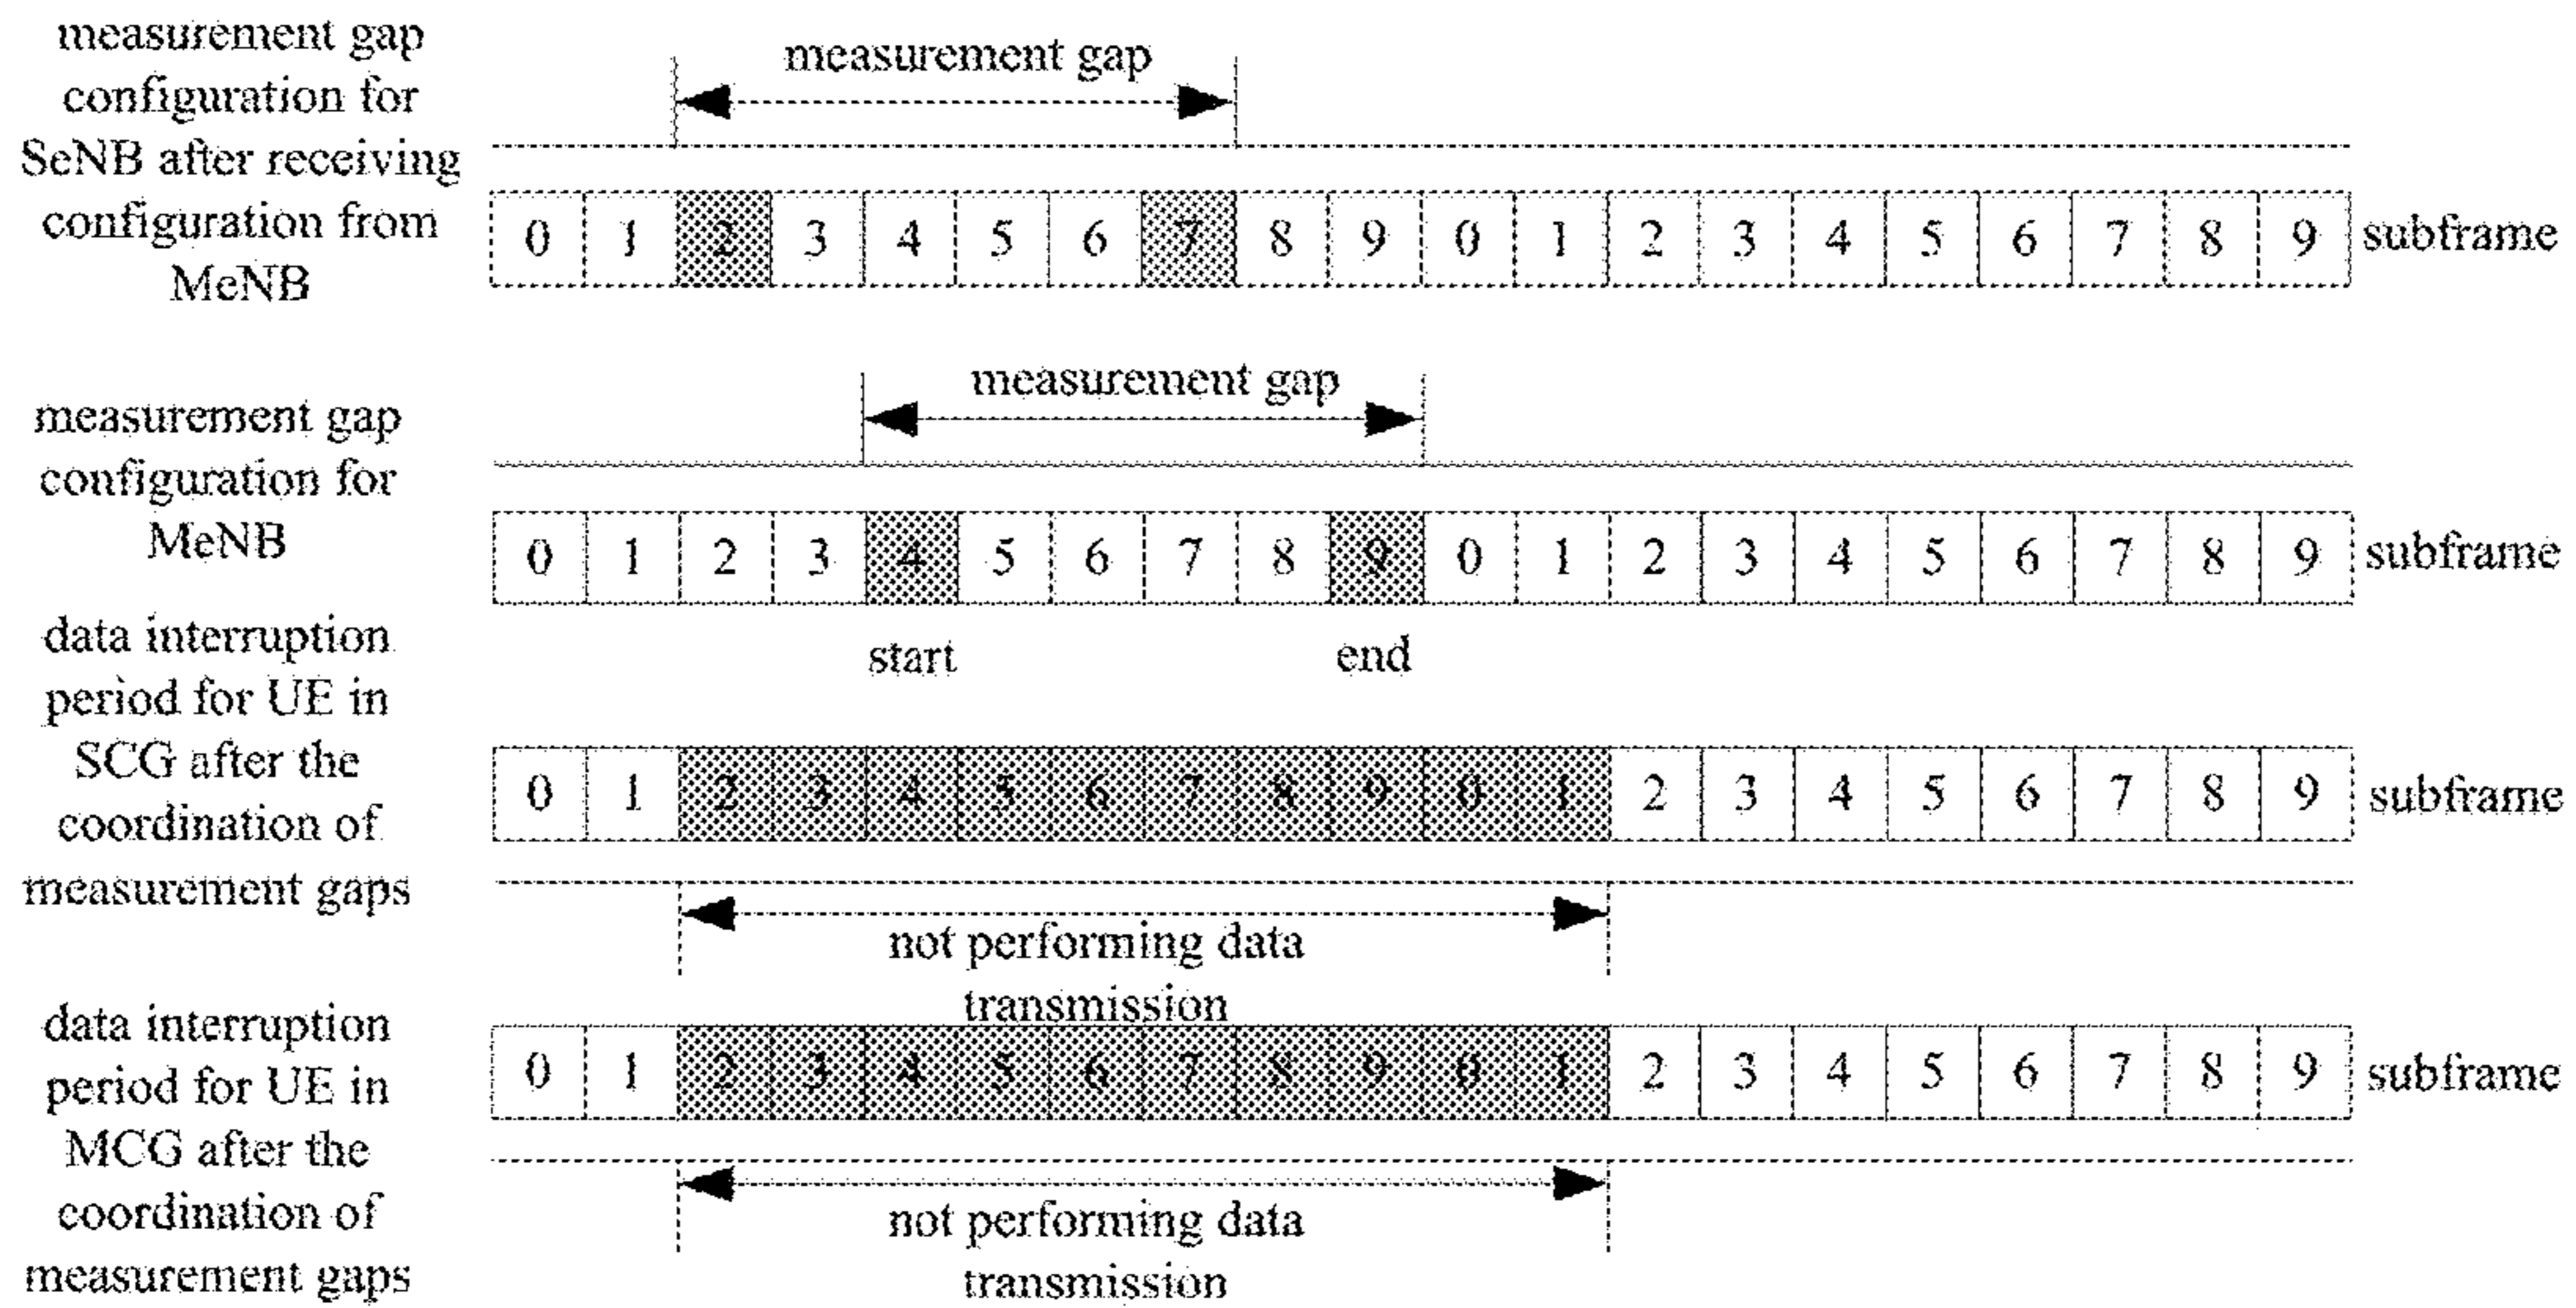 measurement gap
configuration for
SeNB after receiving
configuration from
MeNB
measurement gap
0 1 2 3 4 5 6 7 8 9 0 1 2 3 4 5 6 7 8 9 subframe
measurement gap
configuration for
MeNB
measurement gap
0 1 2 3 4 5 6 7 8 9 0 1 2 3 4 5 6 7 8 9 subframe
start end
data interruption
period for UE in
SCG after the
coordination of
measurement gaps
0 1 2 3 4 5 6 7 8 9 0 1 2 3 4 5 6 7 8 9 subframe
not performing data
transmission
data interruption
period for UE in
MCG after the
coordination of
measurement gaps
0 1 2 3 4 5 6 7 8 9 0 1 2 3 4 5 6 7 8 9 subframe
not performing data
transmission